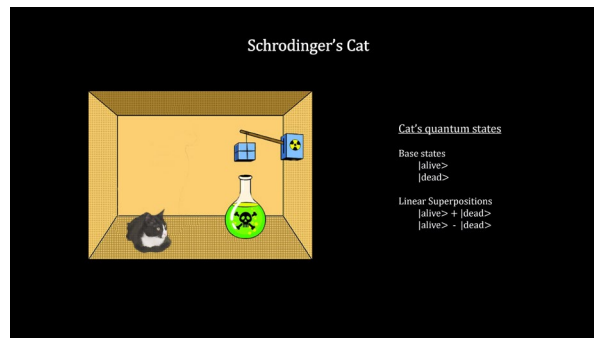 Schrodinger's Cat
Cat's quantum states
Base states
|alive>
|dead>
Linear Superpositions
|alive> + |dead>
|alive> - |dead>